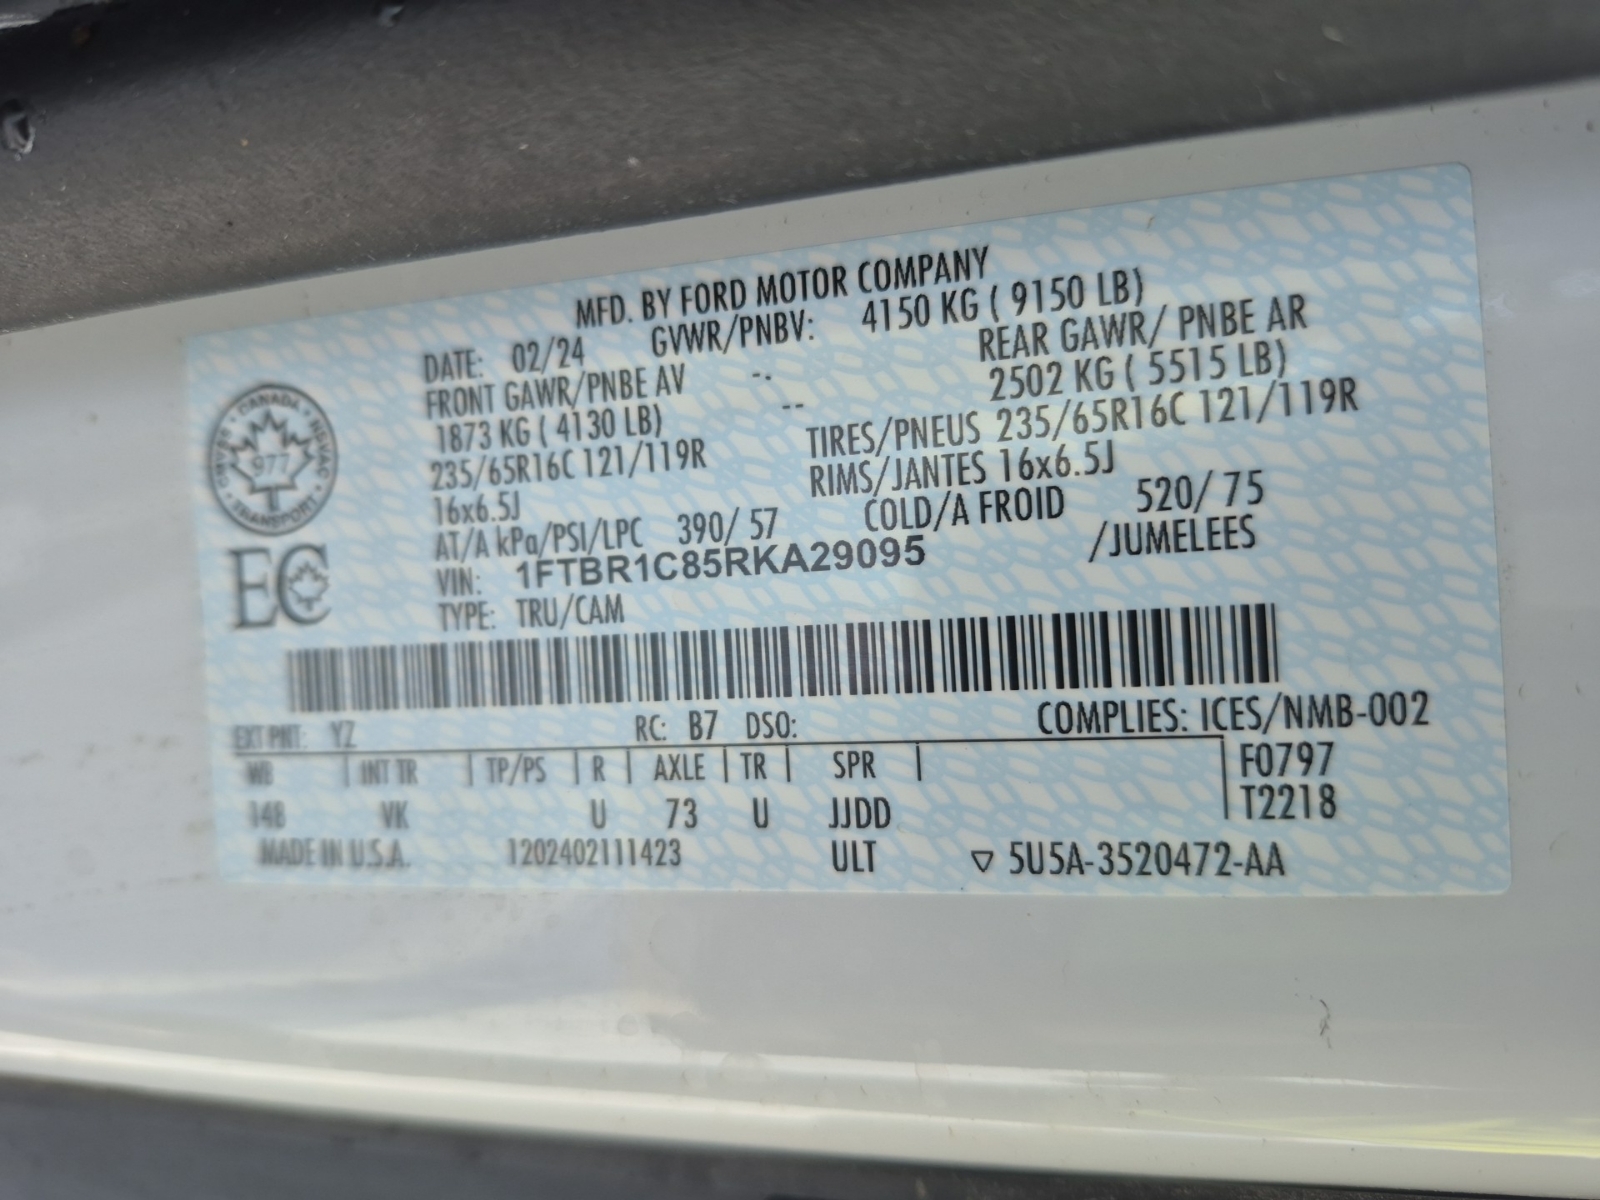 MFD. BY FORD MOTOR COMPANY
DATE: 02/24 GVWR/PNBV: 4150 KG ( 9150 LB)
FRONT GAWR/PNBE AV -. REAR GAWR/ PNBE AR
1873 KG ( 4130 LB) -- 2502 KG ( 5515 LB)
235/65R16C 121/119R TIRES/PNEUS 235/65R16C 121/119R
16x6.5J RIMS/JANTES 16x6.5J
AT/A kPa/PSI/LPC 390/ 57 COLD/A FROID 520/ 75
VIN: 1FTBR1C85RKA29095 /JUMELEES
TYPE: TRU/CAM
CANADA
NSVAC
TRANSPORT
CMVSS
977
EC
EXT PNT: YZ RC: B7 DSO: COMPLIES: ICES/NMB-002
WB | INT TR | TP/PS | R | AXLE | TR | SPR | F0797
148 VK U 73 U JJDD T2218
MADE IN U.S.A. 1202402111423 ULT ▽ 5U5A-3520472-AA